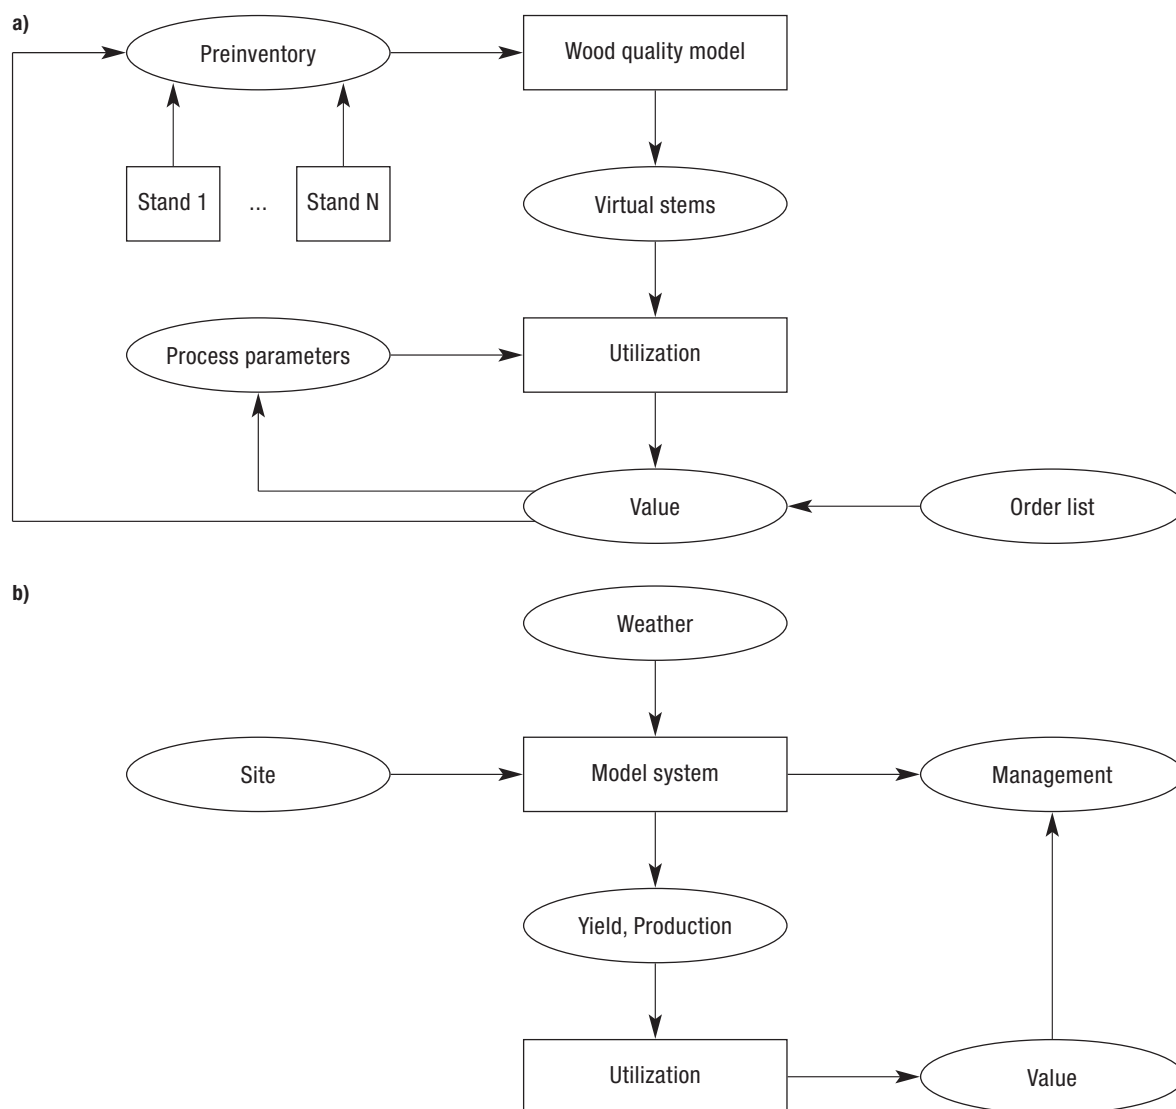 a)
Preinventory
Wood quality model
Stand 1
...
Stand N
Virtual stems
Process parameters
Utilization
Value
Order list
b)
Weather
Site
Model system
Management
Yield, Production
Utilization
Value